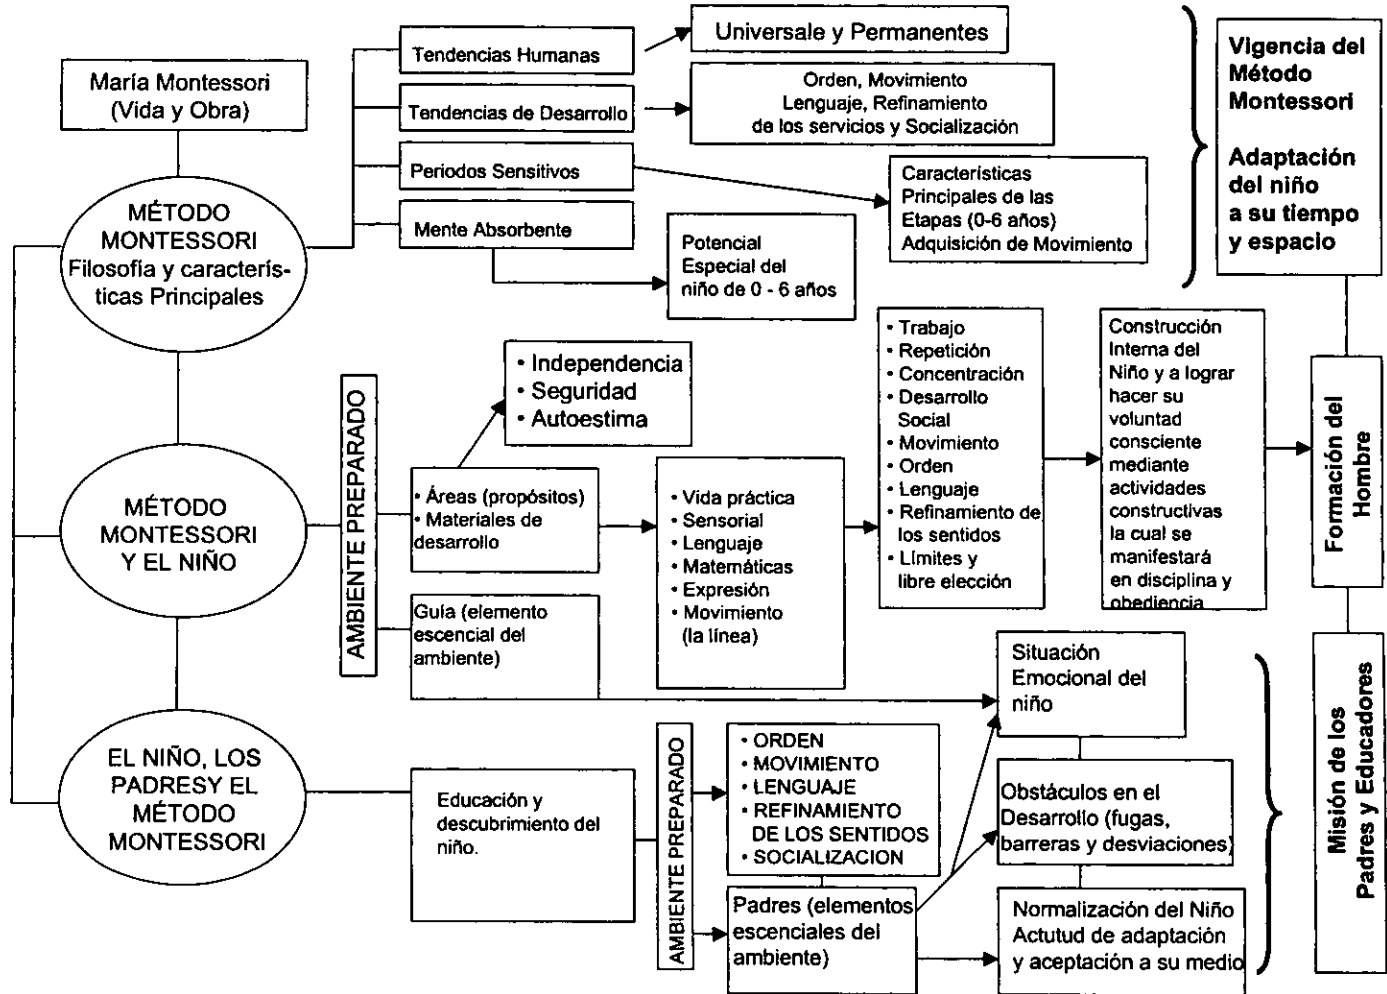 María Montessori
(Vida y Obra)
MÉTODO
MONTESSORI
Filosofía y caracterís-
ticas Principales
Tendencias Humanas
Universale y Permanentes
Tendencias de Desarrollo
Orden, Movimiento
Lenguaje, Refinamiento
de los servicios y Socialización
Periodos Sensitivos
Características
Principales de las
Etapas (0-6 años)
Adquisición de Movimiento
Mente Absorbente
Potencial
Especial del
niño de 0 - 6 años
Vigencia del
Método
Montessori
Adaptación
del niño
a su tiempo
y espacio
MÉTODO
MONTESSORI
Y EL NIÑO
AMBIENTE PREPARADO
• Independencia
• Seguridad
• Autoestima
• Áreas (propósitos)
• Materiales de
desarrollo
Guía (elemento
escencial del
ambiente)
• Vida práctica
• Sensorial
• Lenguaje
• Matemáticas
• Expresión
• Movimiento
(la línea)
• Trabajo
• Repetición
• Concentración
• Desarrollo
Social
• Movimiento
• Orden
• Lenguaje
• Refinamiento de
los sentidos
• Límites y
libre elección
Construcción
Interna del
Niño y a lograr
hacer su
voluntad
consciente
mediante
actividades
constructivas
la cual se
manifestará
en disciplina y
obediencia
Formación del
Hombre
EL NIÑO, LOS
PADRESY EL
MÉTODO
MONTESSORI
Educación y
descubrimiento del
niño.
AMBIENTE PREPARADO
• ORDEN
• MOVIMIENTO
• LENGUAJE
• REFINAMIENTO
DE LOS SENTIDOS
• SOCIALIZACION
Padres (elementos
escenciales del
ambiente)
Situación
Emocional del
niño
Obstáculos en el
Desarrollo (fugas,
barreras y desviaciones)
Normalización del Niño
Actutud de adaptación
y aceptación a su medio
Misión de los
Padres y Educadores